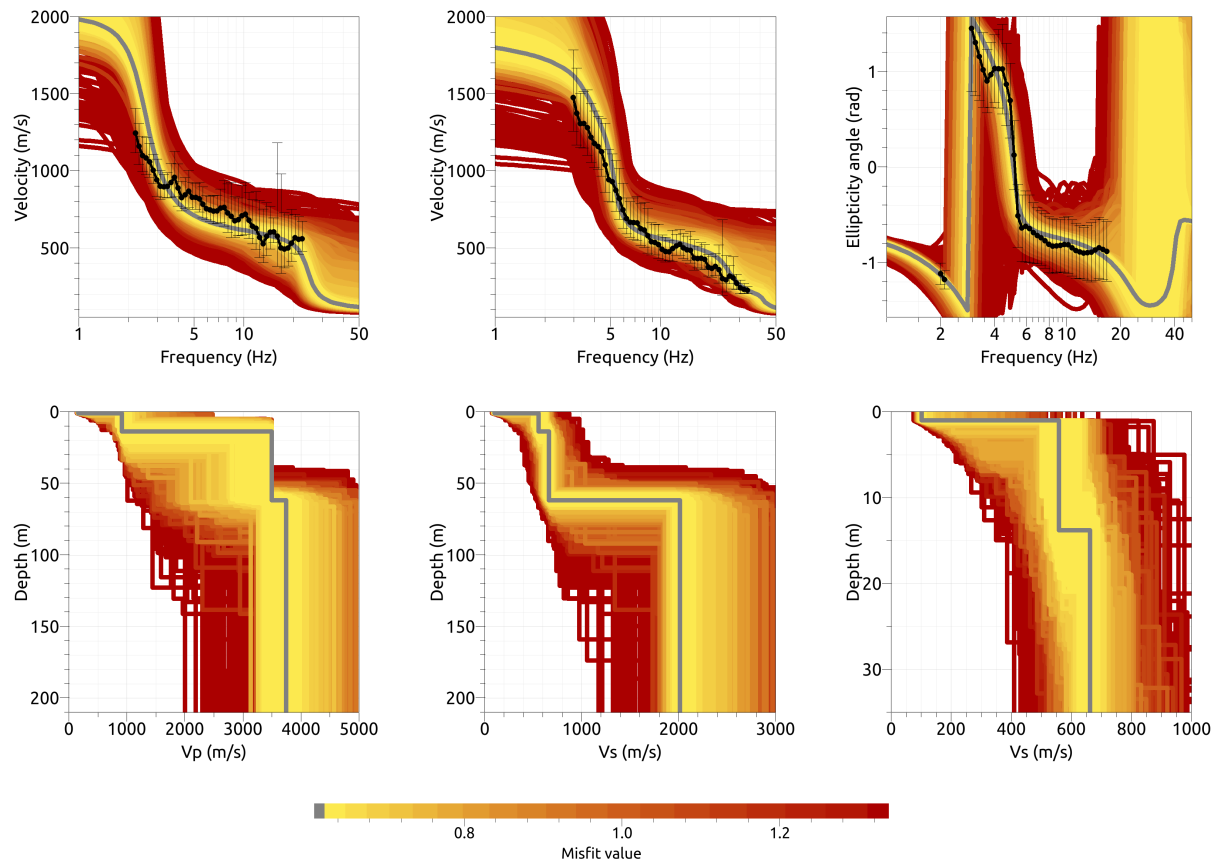 2000
1500
1000
500
Velocity (m/s)
1 5 10 50
Frequency (Hz)
2000
1500
1000
500
Velocity (m/s)
1 5 10 50
Frequency (Hz)
1
0
-1
Ellipticity angle (rad)
2 4 6 8 10 20 40
Frequency (Hz)
0
50
100
150
200
Depth (m)
0 1000 2000 3000 4000 5000
Vp (m/s)
0
50
100
150
200
Depth (m)
0 1000 2000 3000
Vs (m/s)
0
10
20
30
Depth (m)
0 200 400 600 800 1000
Vs (m/s)
0.8 1.0 1.2
Misfit value